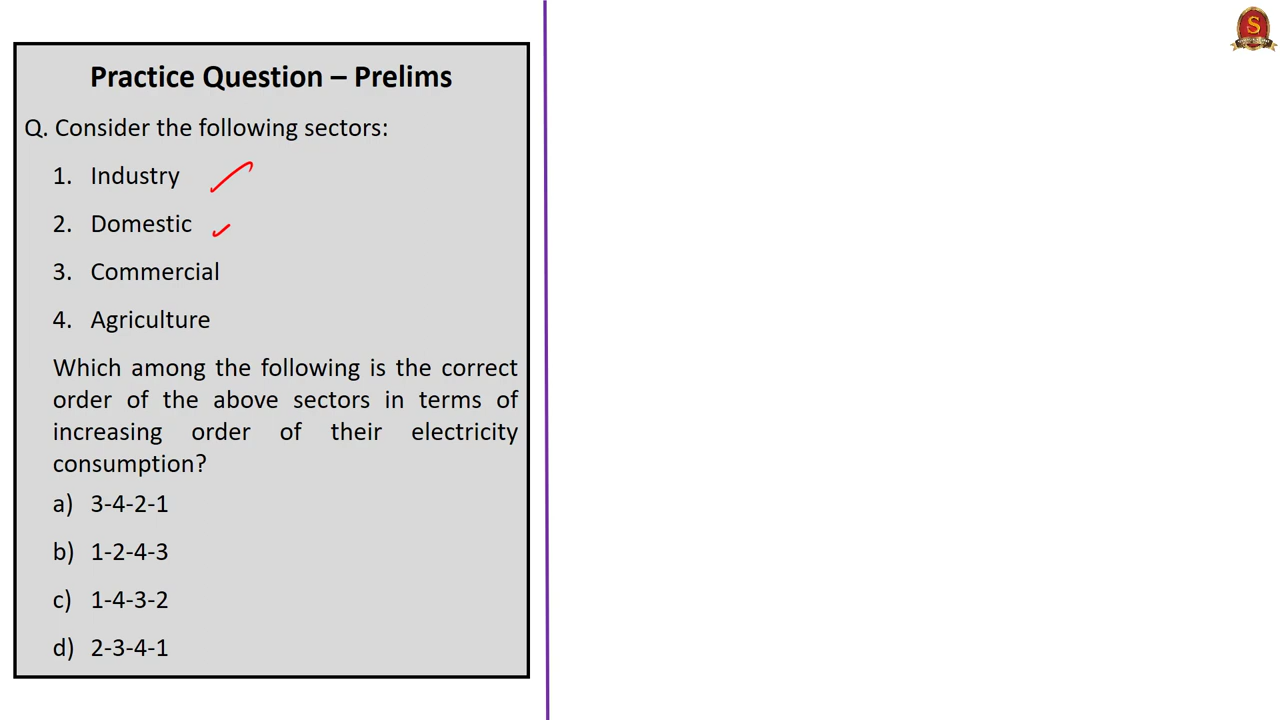 Practice Question – Prelims
Q. Consider the following sectors:
1. Industry
2. Domestic
3. Commercial
4. Agriculture
Which among the following is the correct
order of the above sectors in terms of
increasing order of their electricity
consumption?
a) 3-4-2-1
b) 1-2-4-3
c) 1-4-3-2
d) 2-3-4-1
S